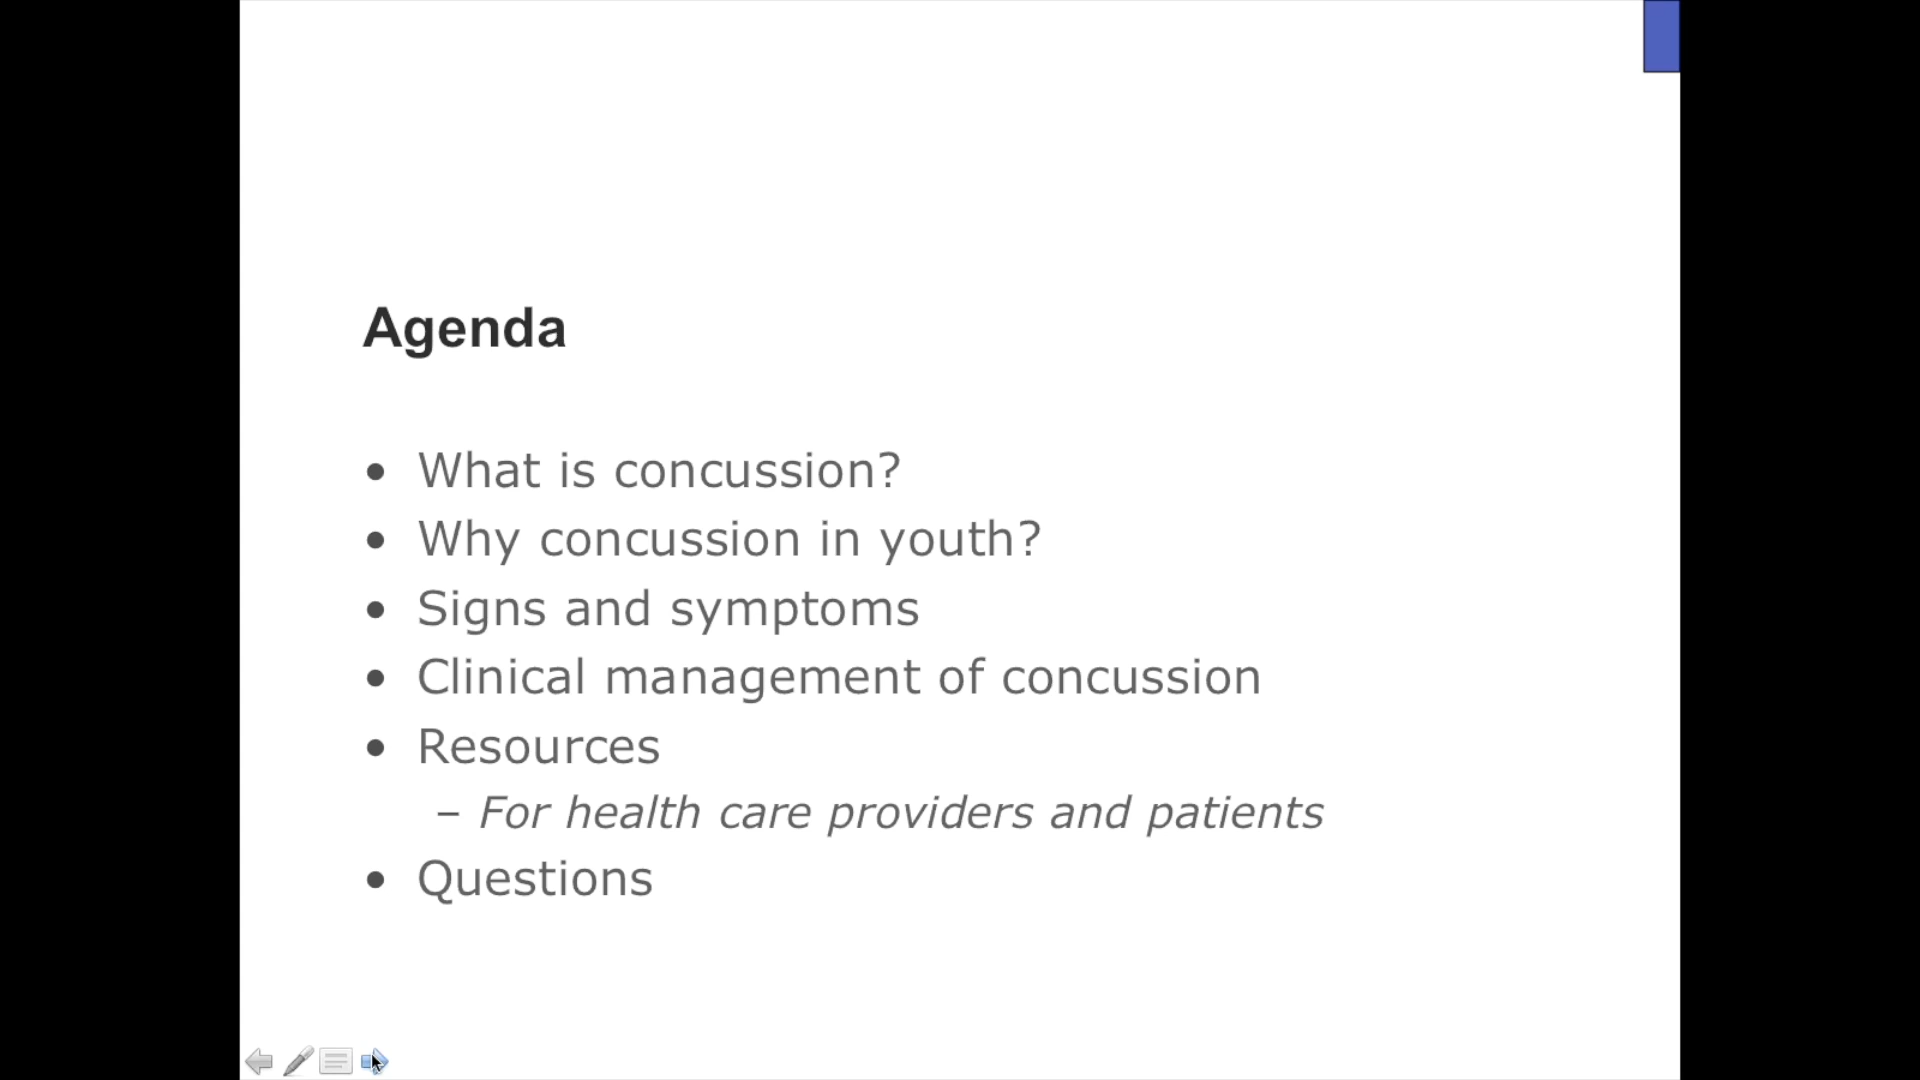 Agenda
• What is concussion?
• Why concussion in youth?
• Signs and symptoms
• Clinical management of concussion
• Resources
– For health care providers and patients
• Questions